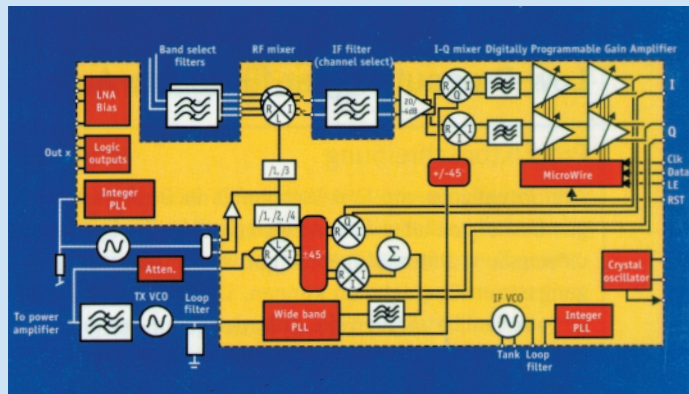 Band select
filters
RF mixer
IF filter
(channel select)
I-Q mixer Digitally Programmable Gain Amplifier
LNA
Bias
Logic
outputs
Out x
Integer
PLL
R I
L
20/
-4dB
R I
Q
R I
I
I
Q
+/-45
MicroWire
Clk
Data
LE
RST
/1, /3
/1, /2, /4
L
R I
±45
Q
R I
R I
I
Σ
Atten.
Crystal
oscillator
To power
amplifier
TX VCO
Loop
filter
Wide band
PLL
IF VCO
Integer
PLL
Tank
Loop
filter